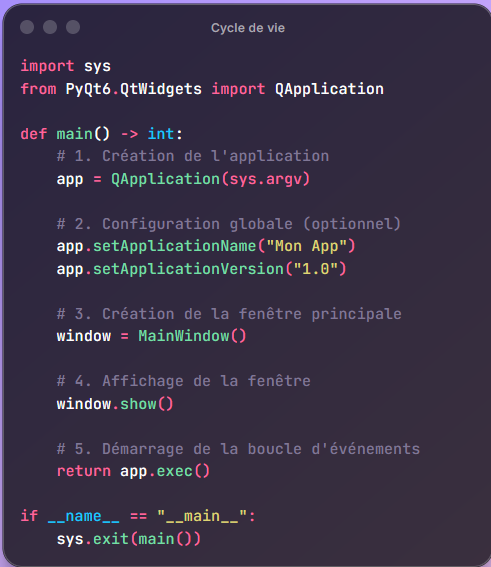 Cycle de vie
import sys
from PyQt6.QtWidgets import QApplication
def main() -> int:
    # 1. Création de l'application
    app = QApplication(sys.argv)
    # 2. Configuration globale (optionnel)
    app.setApplicationName("Mon App")
    app.setApplicationVersion("1.0")
    # 3. Création de la fenêtre principale
    window = MainWindow()
    # 4. Affichage de la fenêtre
    window.show()
    # 5. Démarrage de la boucle d'événements
    return app.exec()
if __name__ == "__main__":
    sys.exit(main())